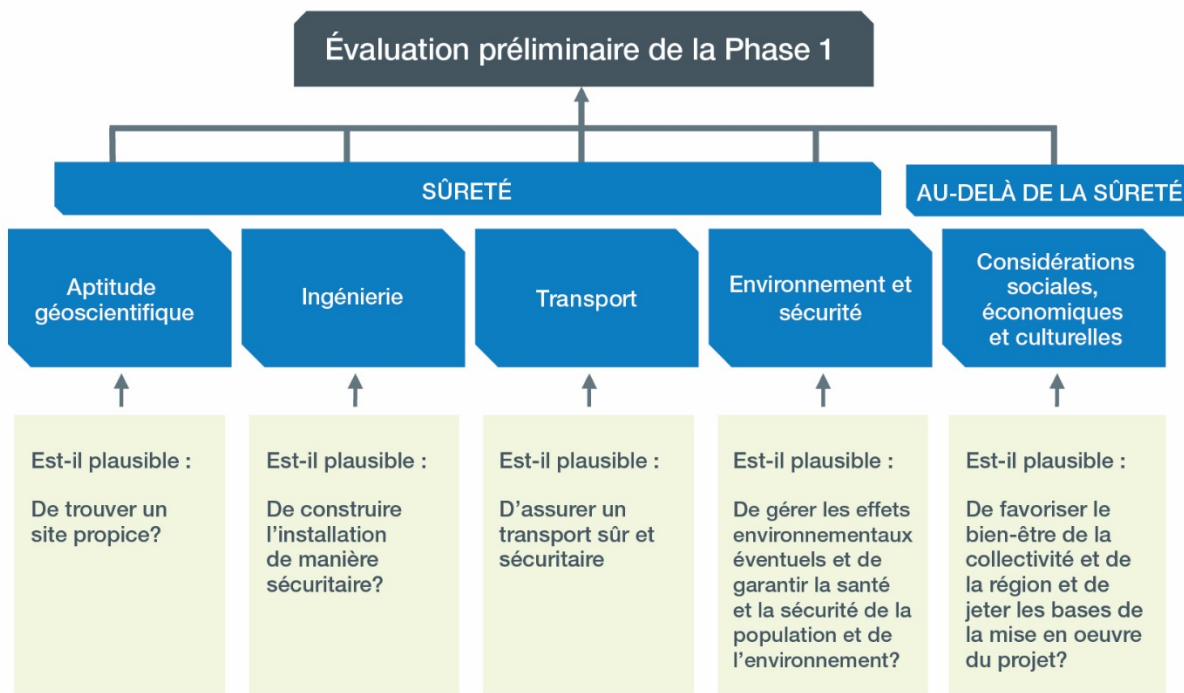 Évaluation préliminaire de la Phase 1
SÛRETÉ
AU-DELÀ DE LA SÛRETÉ
Aptitude
géoscientifique
Ingénierie
Transport
Environnement et
sécurité
Considérations
sociales,
économiques
et culturelles
Est-il plausible :
De trouver un
site propice?
Est-il plausible :
De construire
l'installation
de manière
sécuritaire?
Est-il plausible :
D'assurer un
transport sûr et
sécuritaire
Est-il plausible :
De gérer les effets
environnementaux
éventuels et de
garantir la santé
et la sécurité de la
population et de
l'environnement?
Est-il plausible :
De favoriser le
bien-être de la
collectivité et de
la région et de
jeter les bases de
la mise en oeuvre
du projet?